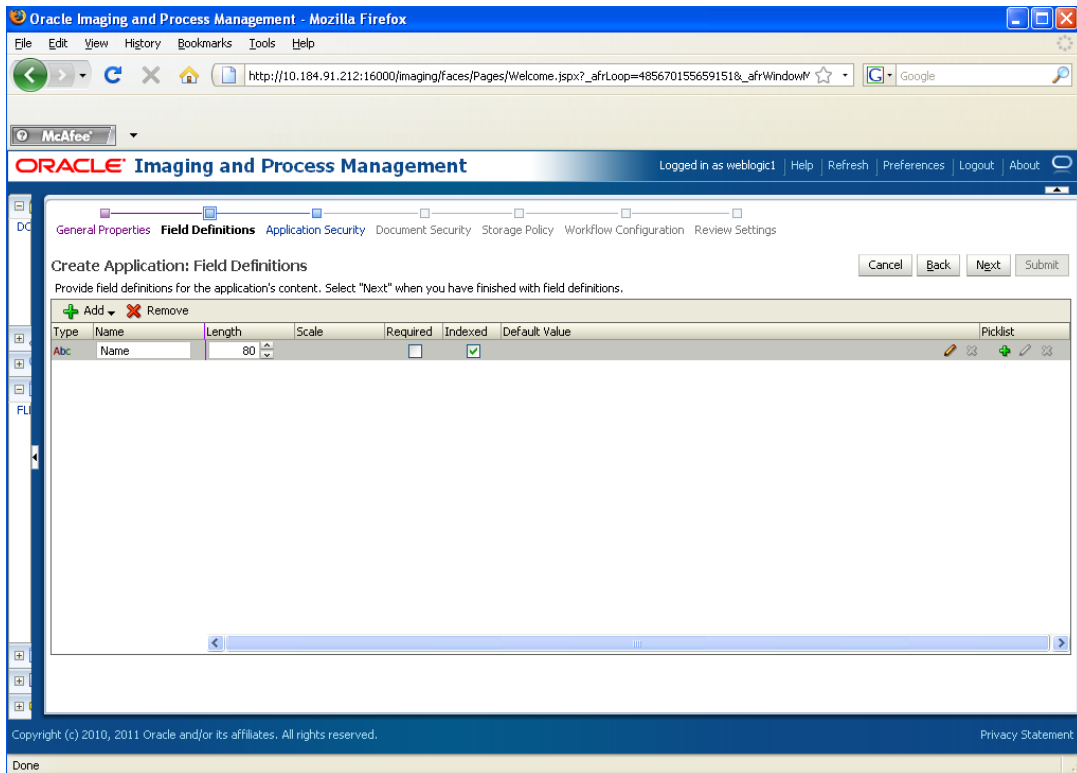 Oracle Imaging and Process Management - Mozilla Firefox
File Edit View History Bookmarks Tools Help
http://10.184.91.212:16000/imaging/faces/Pages/Welcome.jspx?_afrLoop=485670155659151&_afrWindowM G Google
McAfee
ORACLE Imaging and Process Management Logged in as weblogic1 Help Refresh Preferences Logout About
DO
General Properties Field Definitions Application Security Document Security Storage Policy Workflow Configuration Review Settings
Create Application: Field Definitions Cancel Back Next Submit
Provide field definitions for the application's content. Select "Next" when you have finished with field definitions.
Add Remove
Type Name Length Scale Required Indexed Default Value Picklist
Abc Name 80
FLI
Copyright (c) 2010, 2011 Oracle and/or its affiliates. All rights reserved. Privacy Statement
Done